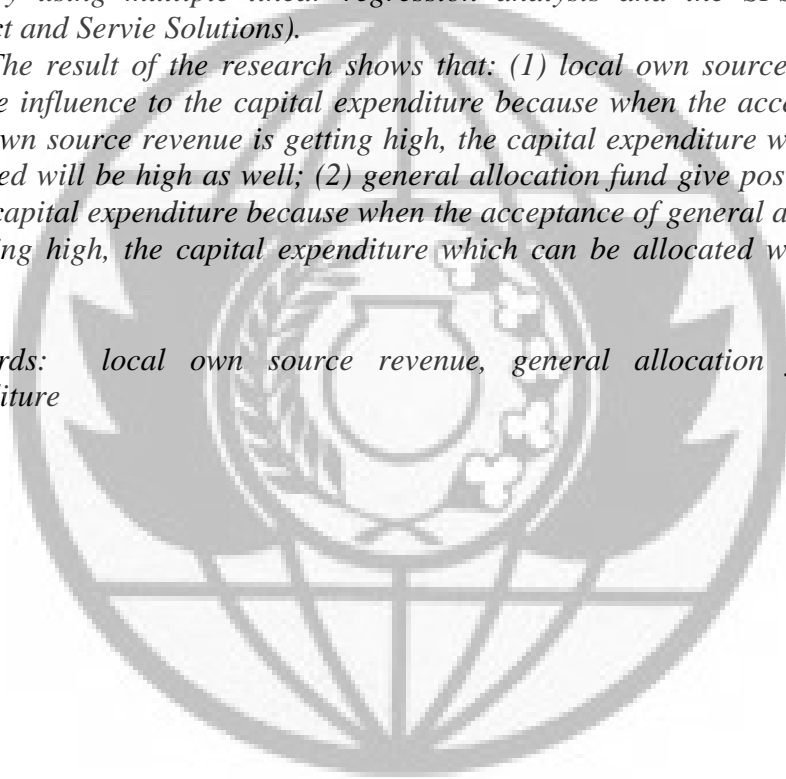 using multiple linear regression analysis and the
ct and Servie Solutions).
The result of the research shows that: (1) local own source
e influence to the capital expenditure because when the acce
wn source revenue is getting high, the capital expenditure w
ed will be high as well; (2) general allocation fund give pos
capital expenditure because when the acceptance of general a
ng high, the capital expenditure which can be allocated w
rds: local own source revenue, general allocation
iture